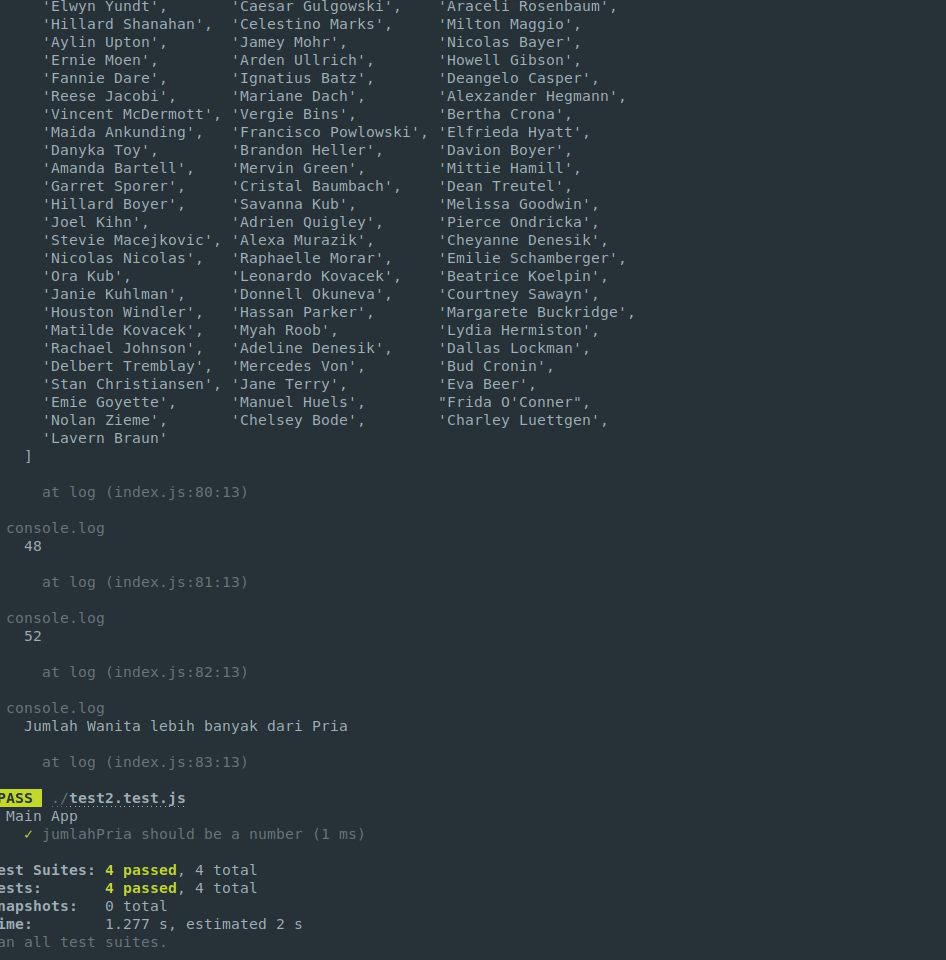 'Elwyn Yundt', 'Caesar Gulgowski', 'Araceli Rosenbaum',
'Hillard Shanahan', 'Celestino Marks', 'Milton Maggio',
'Aylin Upton', 'Jamey Mohr', 'Nicolas Bayer',
'Ernie Moen', 'Arden Ullrich', 'Howell Gibson',
'Fannie Dare', 'Ignatius Batz', 'Deangelo Casper',
'Reese Jacobi', 'Mariane Dach', 'Alexzander Hegmann',
'Vincent McDermott', 'Vergie Bins', 'Bertha Crona',
'Maida Ankunding', 'Francisco Powlowski', 'Elfrieda Hyatt',
'Danyka Toy', 'Brandon Heller', 'Davion Boyer',
'Amanda Bartell', 'Mervin Green', 'Mittie Hamill',
'Garret Sporer', 'Cristal Baumbach', 'Dean Treutel',
'Hillard Boyer', 'Savanna Kub', 'Melissa Goodwin',
'Joel Kihn', 'Adrien Quigley', 'Pierce Ondricka',
'Stevie Macejkovic', 'Alexa Murazik', 'Cheyanne Denesik',
'Nicolas Nicolas', 'Raphaelle Morar', 'Emilie Schamberger',
'Ora Kub', 'Leonardo Kovacek', 'Beatrice Koelpin',
'Janie Kuhlman', 'Donnell Okuneva', 'Courtney Sawayn',
'Houston Windler', 'Hassan Parker', 'Margarete Buckridge',
'Matilde Kovacek', 'Myah Roob', 'Lydia Hermiston',
'Rachael Johnson', 'Adeline Denesik', 'Dallas Lockman',
'Delbert Tremblay', 'Mercedes Von', 'Bud Cronin',
'Stan Christiansen', 'Jane Terry', 'Eva Beer',
'Emie Goyette', 'Manuel Huels', "Frida O'Conner",
'Nolan Zieme', 'Chelsey Bode', 'Charley Luettgen',
'Lavern Braun'
]
at log (index.js:80:13)
console.log
48
at log (index.js:81:13)
console.log
52
at log (index.js:82:13)
console.log
Jumlah Wanita lebih banyak dari Pria
at log (index.js:83:13)
PASS ./test2.test.js
Main App
✓ jumlahPria should be a number (1 ms)
est Suites: 4 passed, 4 total
ests: 4 passed, 4 total
napshots: 0 total
ime: 1.277 s, estimated 2 s
an all test suites.